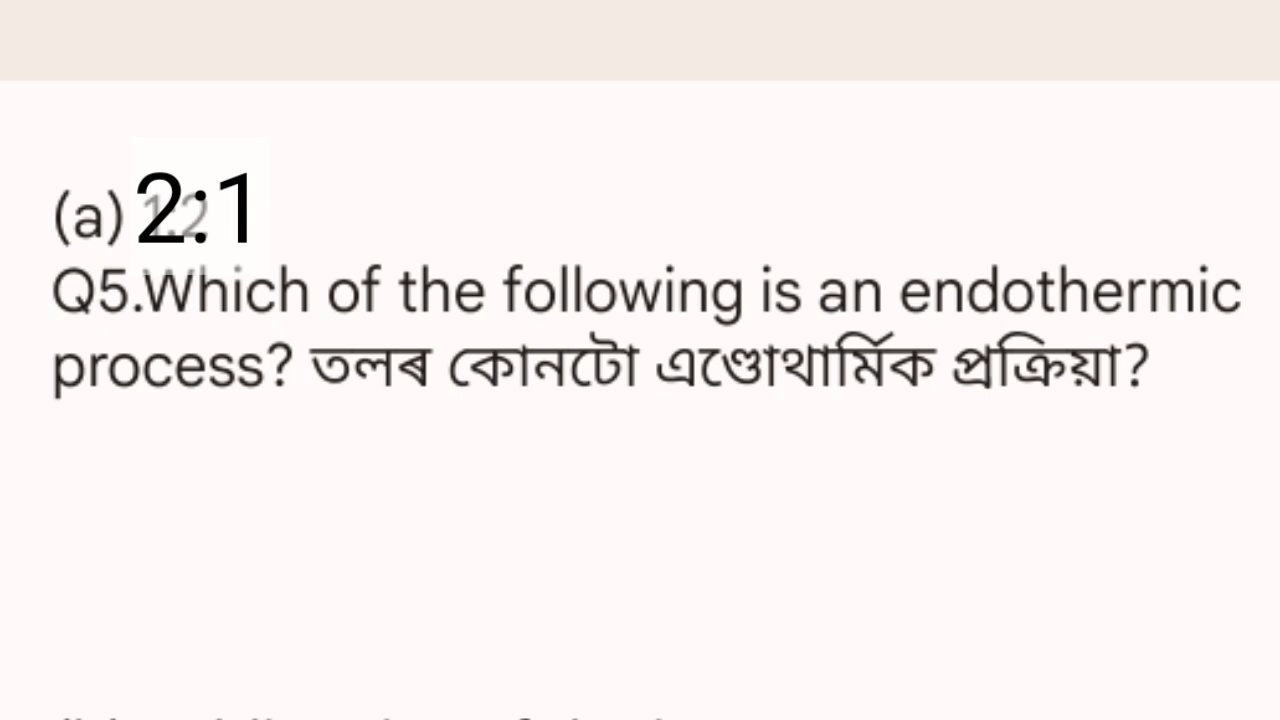 (a) 2:1
Q5.Which of the following is an endothermic
process? তলৰ কোনটো এণ্ডোথাৰ্মিক প্ৰক্ৰিয়া?